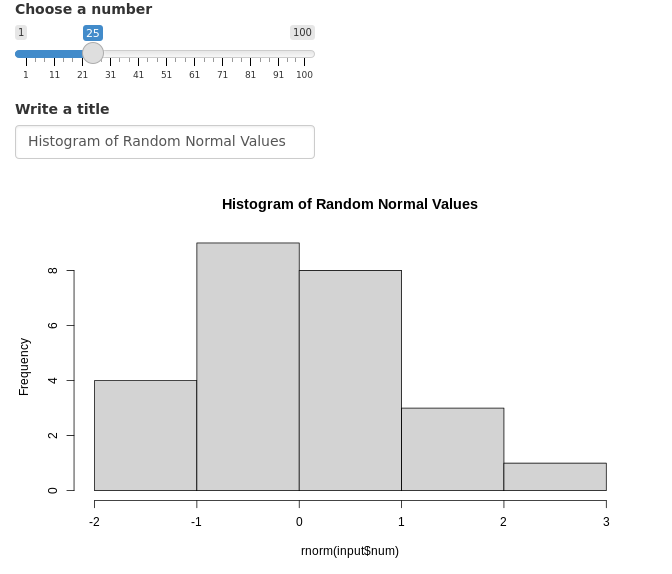 Choose a number
1 25 100
1 11 21 31 41 51 61 71 81 91 100
Write a title
Histogram of Random Normal Values
Histogram of Random Normal Values
8
6
4
2
0
Frequency
-2 -1 0 1 2 3
rnorm(input$num)